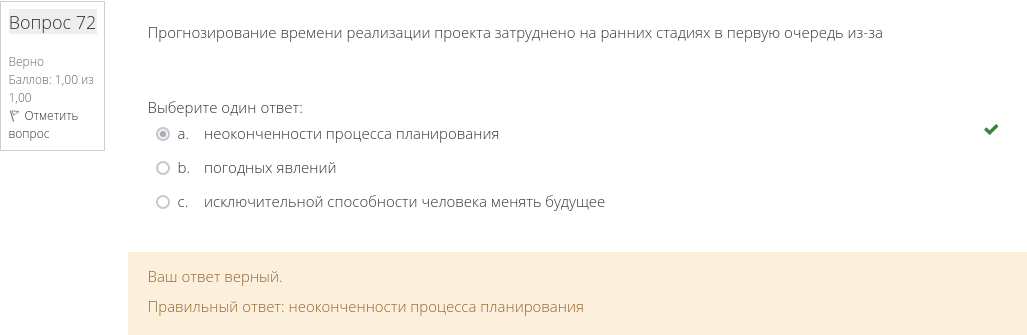 Вопрос 72
Верно
Баллов: 1,00 из
1,00
Отметить
вопрос
Прогнозирование времени реализации проекта затруднено на ранних стадиях в первую очередь из-за
Выберите один ответ:
a. неоконченности процесса планирования
b. погодных явлений
c. исключительной способности человека менять будущее
Ваш ответ верный.
Правильный ответ: неоконченности процесса планирования